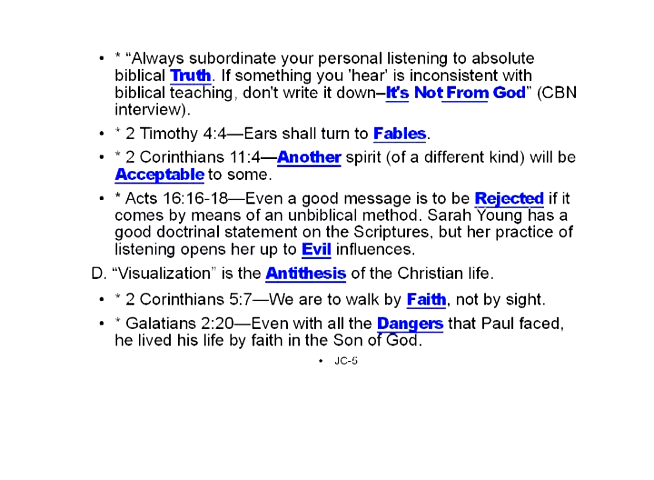 • * “Always subordinate your personal listening to absolute
biblical Truth. If something you 'hear' is inconsistent with
biblical teaching, don't write it down–It's Not From God” (CBN
interview).
• * 2 Timothy 4:4—Ears shall turn to Fables.
• * 2 Corinthians 11:4—Another spirit (of a different kind) will be
Acceptable to some.
• * Acts 16:16-18—Even a good message is to be Rejected if it
comes by means of an unbiblical method. Sarah Young has a
good doctrinal statement on the Scriptures, but her practice of
listening opens her up to Evil influences.
D. “Visualization” is the Antithesis of the Christian life.
• * 2 Corinthians 5:7—We are to walk by Faith, not by sight.
• * Galatians 2:20—Even with all the Dangers that Paul faced,
he lived his life by faith in the Son of God.
• JC-5